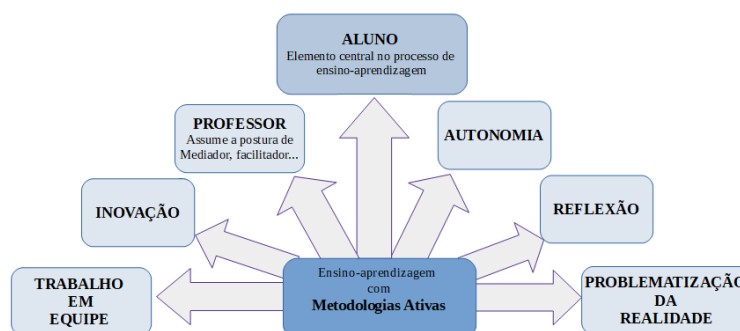 ALUNO
Elemento central no processo de
ensino-aprendizagem
PROFESSOR
Assume a postura de
Mediador, facilitador...
AUTONOMIA
INOVAÇÃO
REFLEXÃO
TRABALHO
EM
EQUIPE
Ensino-aprendizagem
com
Metodologias Ativas
PROBLEMATIZAÇÃO
DA
REALIDADE